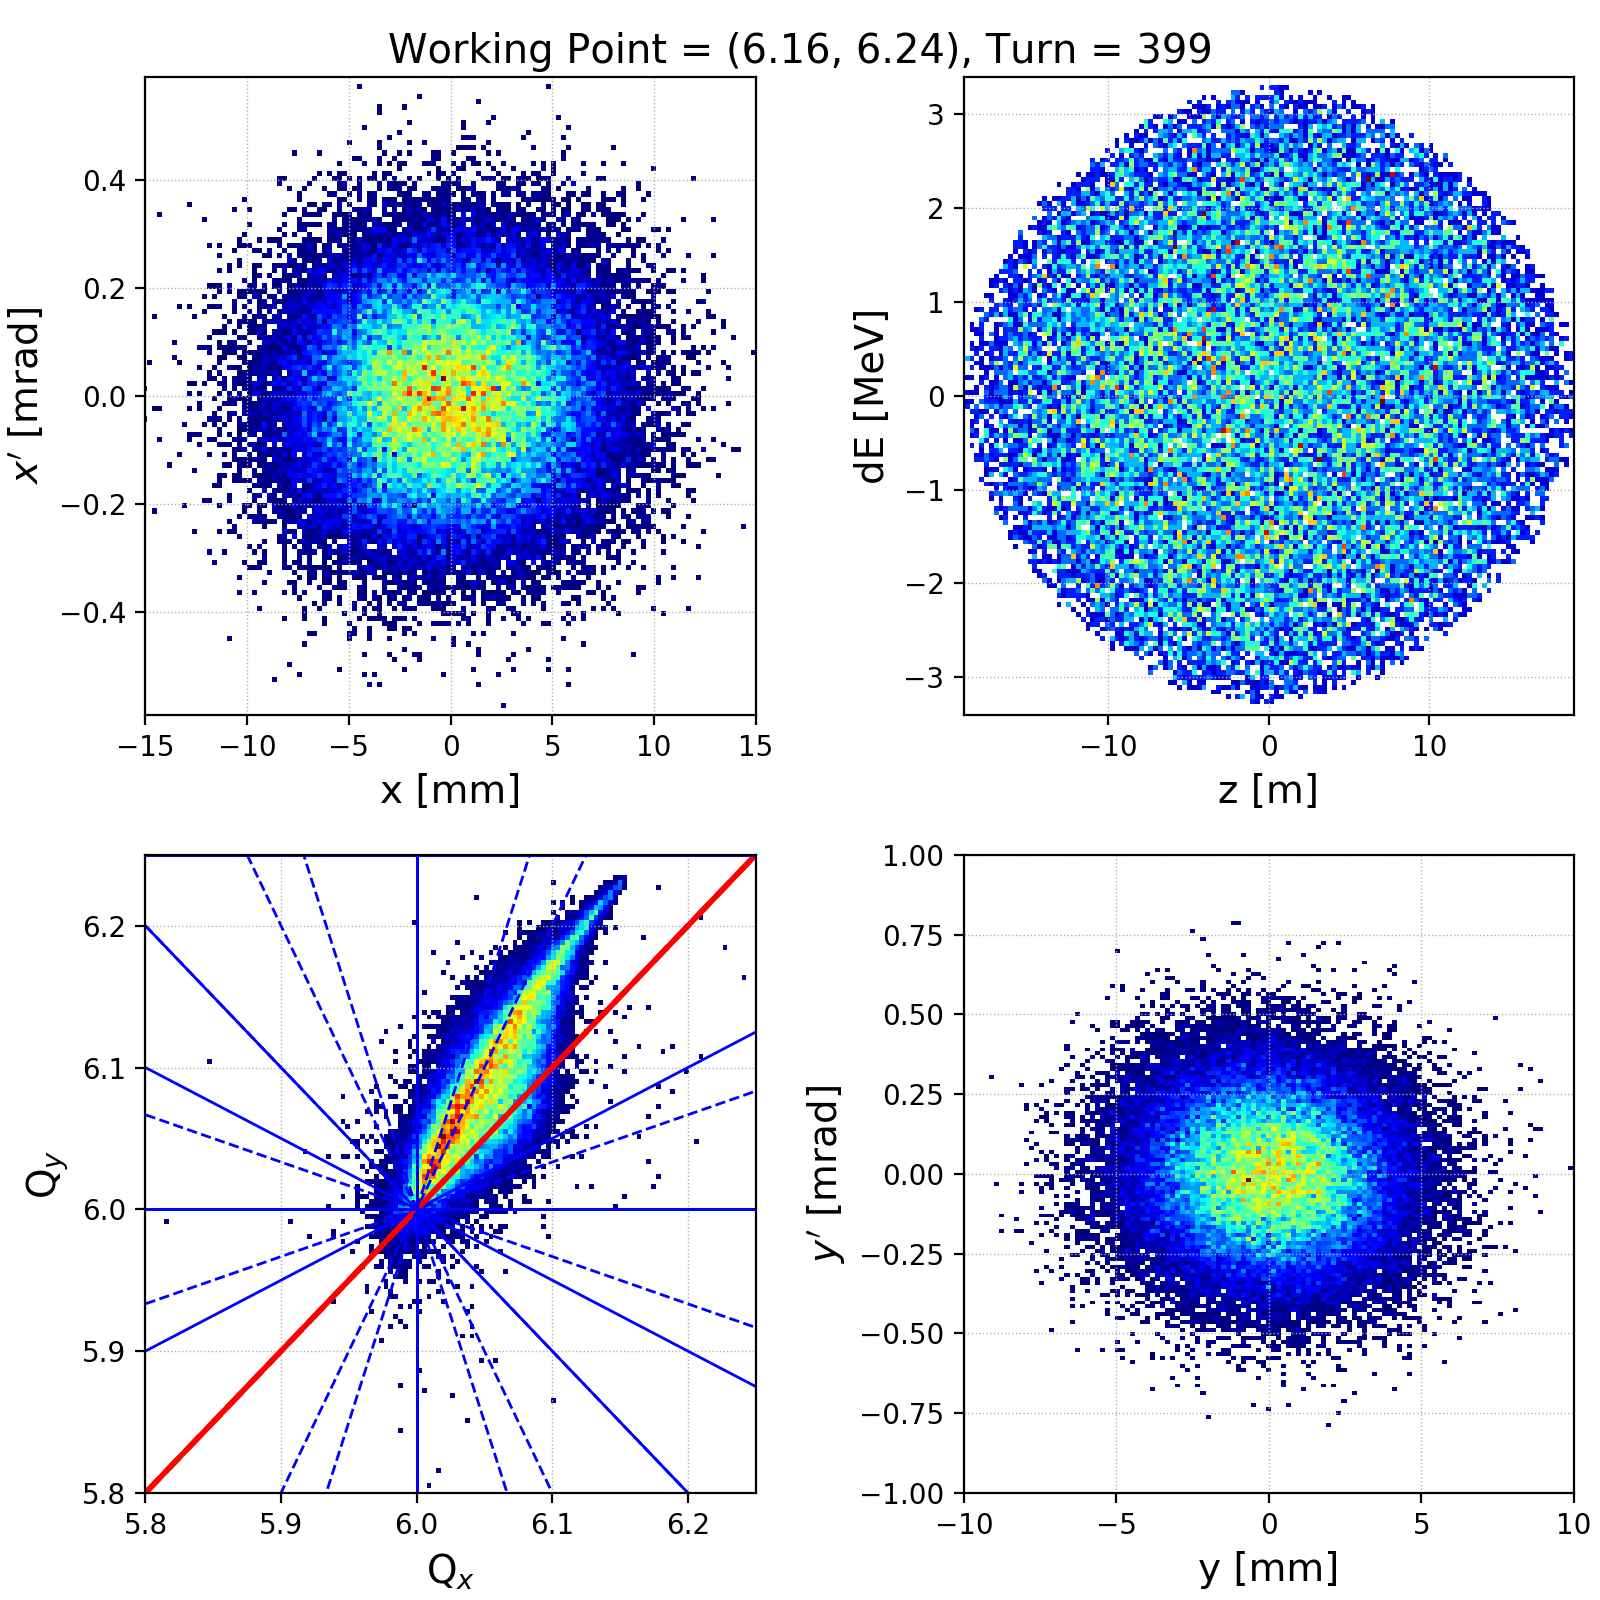 Working Point = (6.16, 6.24), Turn = 399
0.4
0.2
0.0
−0.2
−0.4
x′ [mrad]
−15 −10 −5 0 5 10 15
x [mm]
3
2
1
0
−1
−2
−3
dE [MeV]
−10 0 10
z [m]
6.2
6.1
6.0
5.9
5.8
Qy
5.8 5.9 6.0 6.1 6.2
Qx
1.00
0.75
0.50
0.25
0.00
−0.25
−0.50
−0.75
−1.00
y′ [mrad]
−10 −5 0 5 10
y [mm]